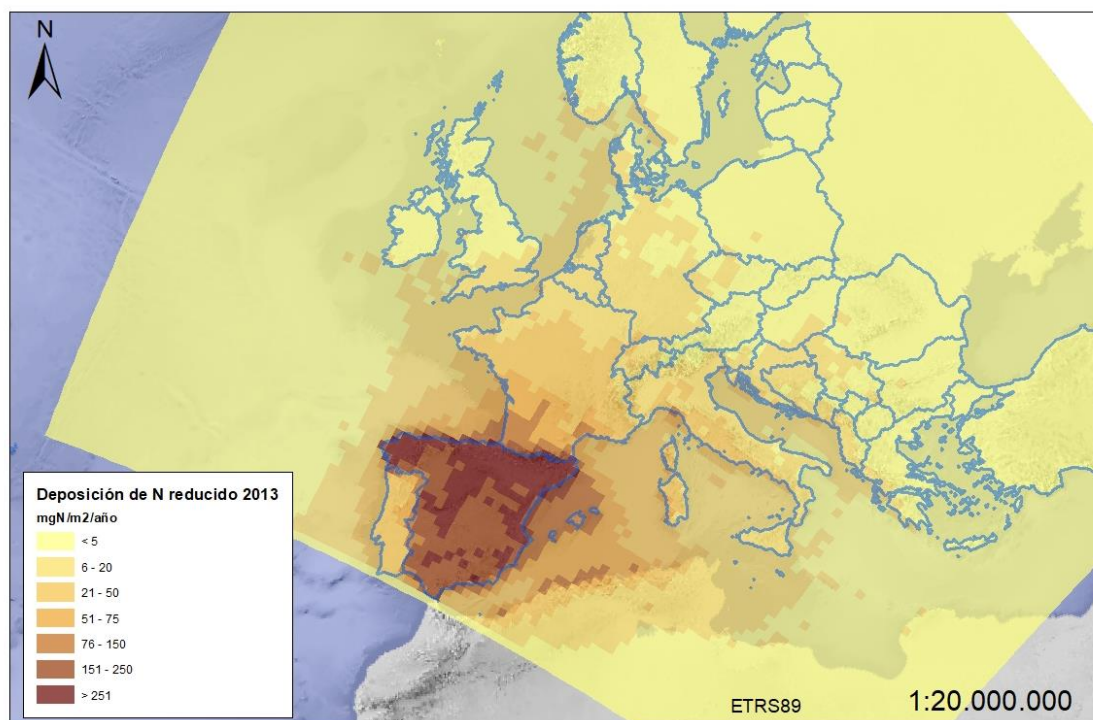 N
Deposición de N reducido 2013
mgN/m2/año
< 5
6 - 20
21 - 50
51 - 75
76 - 150
151 - 250
> 251
ETRS89
1:20.000.000